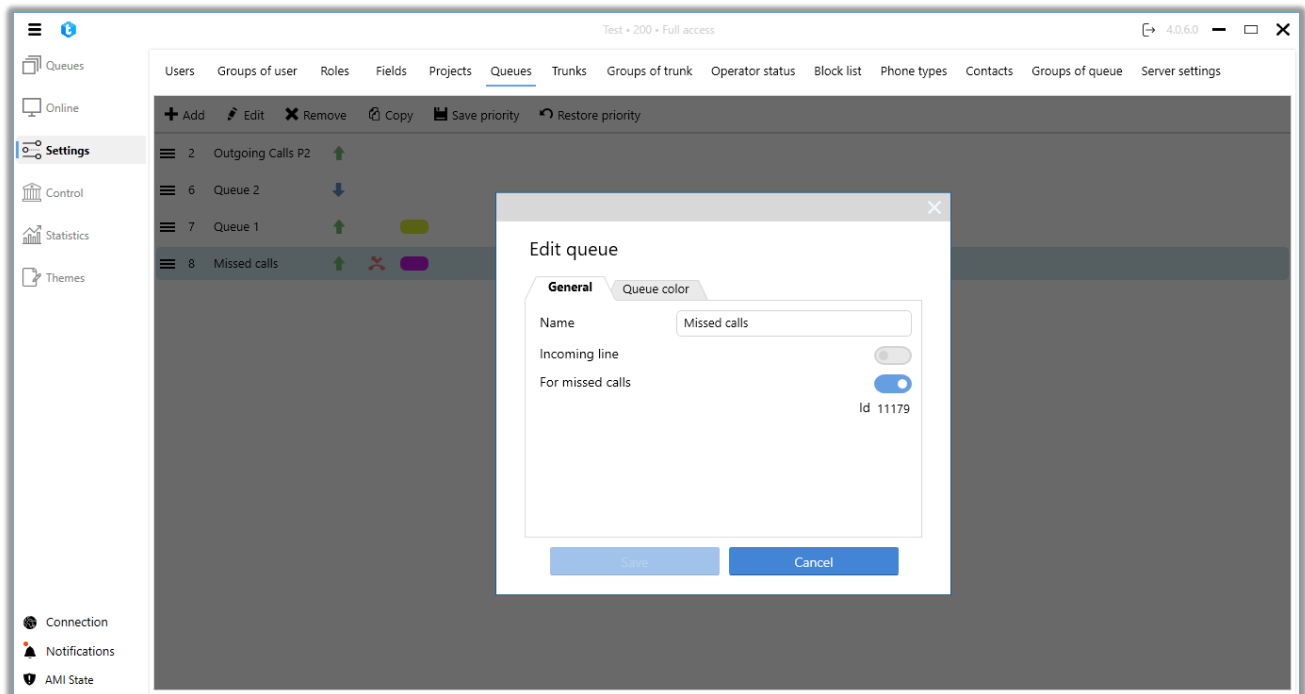 Test • 200 • Full access
4.0.6.0
Queues
Online
Settings
Control
Statistics
Themes
Connection
Notifications
AMI State
Users Groups of user Roles Fields Projects Queues Trunks Groups of trunk Operator status Block list Phone types Contacts Groups of queue Server settings
Add Edit Remove Copy Save priority Restore priority
2 Outgoing Calls P2
6 Queue 2
7 Queue 1
8 Missed calls
Edit queue
General Queue color
Name Missed calls
Incoming line
For missed calls
Id 11179
Save Cancel